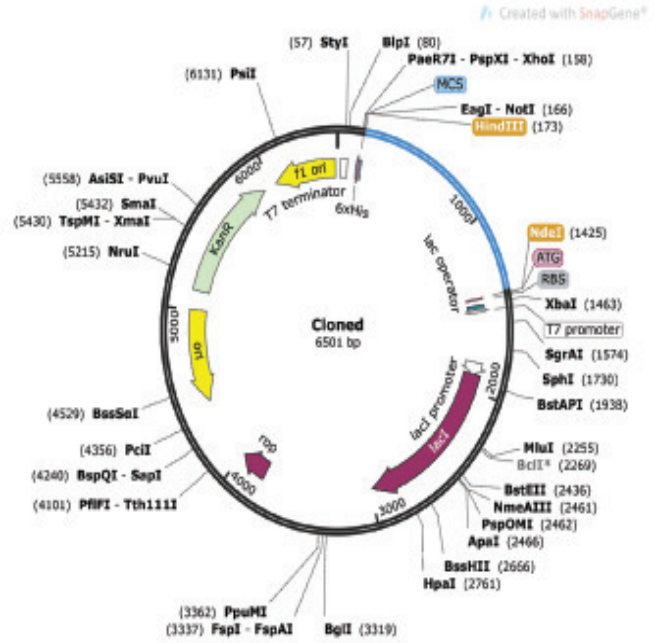 Created with SnapGene®
(57) StyI
BlpI (80)
PaeR7I - PspXI - XhoI (158)
MCS
EagI - NotI (166)
HindIII (173)
(6131) PsiI
(5558) AsiSI - PvuI
(5432) SmaI
(5430) TspMI - XmaI
(5215) NruI
6000
f1 ori
T7 terminator
6xHis
KanR
1000
NdeI (1425)
ATG
RBS
lac operator
XbaI (1463)
T7 promoter
SgrAI (1574)
SphI (1730)
BstAPI (1938)
Cloned
6501 bp
5000
ori
lacI promoter
lacI
2000
(4529) BssSαI
(4356) PciI
(4240) BspQI - SapI
(4101) PflFI - Tth111I
rop
4000
3000
MluI (2255)
BclI* (2269)
BstEII (2436)
NmeAIII (2461)
PspOMI (2462)
ApaI (2466)
BssHII (2666)
HpaI (2761)
(3362) PpuMI
(3337) FspI - FspAI
BglI (3319)